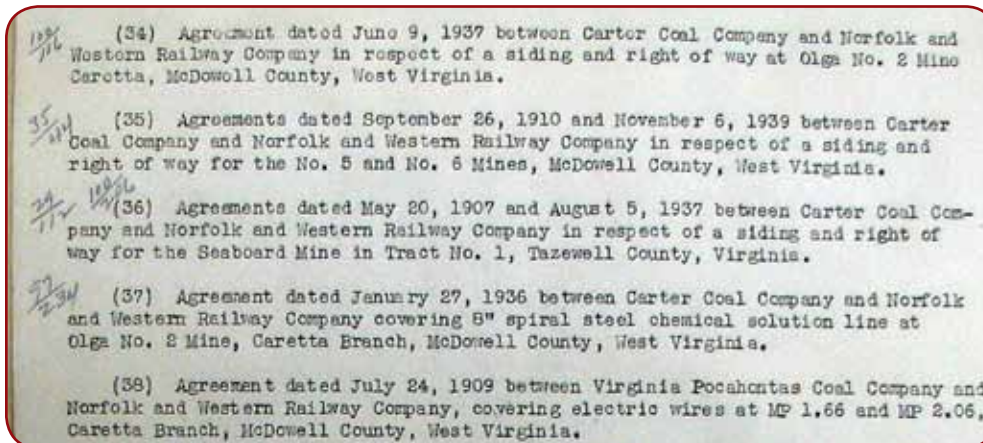 (34) Agreement dated June 9, 1937 between Carter Coal Company and Norfolk and
Western Railway Company in respect of a siding and right of way at Olga No. 2 Mine
Caretta, McDowell County, West Virginia.
(35) Agreements dated September 26, 1910 and November 6, 1939 between Carter
Coal Company and Norfolk and Western Railway Company in respect of a siding and
right of way for the No. 5 and No. 6 Mines, McDowell County, West Virginia.
(36) Agreements dated May 20, 1907 and August 5, 1937 between Carter Coal Com-
pany and Norfolk and Western Railway Company in respect of a siding and right of
way for the Seaboard Mine in Tract No. 1, Tazewell County, Virginia.
(37) Agreement dated January 27, 1936 between Carter Coal Company and Norfolk
and Western Railway Company covering 8" spiral steel chemical solution line at
Olga No. 2 Mine, Caretta Branch, McDowell County, West Virginia.
(38) Agreement dated July 24, 1909 between Virginia Pocahontas Coal Company and
Norfolk and Western Railway Company, covering electric wires at MP 1.66 and MP 2.06,
Caretta Branch, McDowell County, West Virginia.